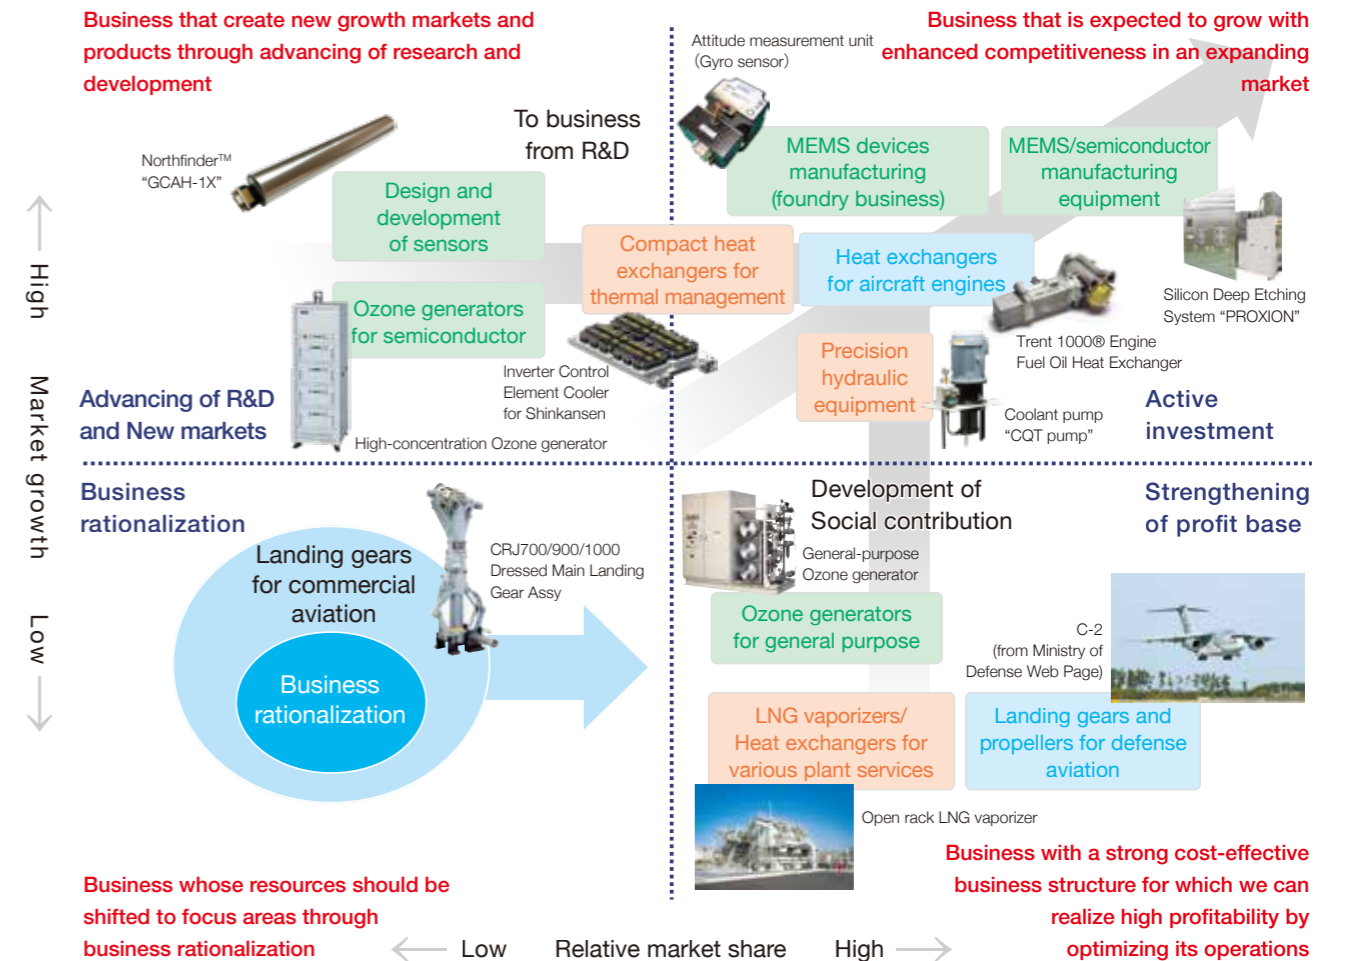 Business that create new growth markets and
products through advancing of research and
development
Business that is expected to grow with
enhanced competitiveness in an expanding
market
Attitude measurement unit
(Gyro sensor)
To business
from R&D
Northfinder™
“GCAH-1X”
Design and
development
of sensors
MEMS devices
manufacturing
(foundry business)
MEMS/semiconductor
manufacturing
equipment
Compact heat
exchangers for
thermal management
Heat exchangers
for aircraft engines
Ozone generators
for semiconductor
Silicon Deep Etching
System “PROXION”
Trent 1000® Engine
Fuel Oil Heat Exchanger
Precision
hydraulic
equipment
Inverter Control
Element Cooler
for Shinkansen
Coolant pump
“CQT pump”
High-concentration Ozone generator
Advancing of R&D
and New markets
Active
investment
High
Market growth
Low
Business
rationalization
Landing gears
for commercial
aviation
Business
rationalization
CRJ700/900/1000
Dressed Main Landing
Gear Assy
Development of
Social contribution
General-purpose
Ozone generator
Strengthening
of profit base
Ozone generators
for general purpose
C-2
(from Ministry of
Defense Web Page)
LNG vaporizers/
Heat exchangers for
various plant services
Landing gears and
propellers for defense
aviation
Open rack LNG vaporizer
Business whose resources should be
shifted to focus areas through
business rationalization
Business with a strong cost-effective
business structure for which we can
realize high profitability by
optimizing its operations
Low Relative market share High